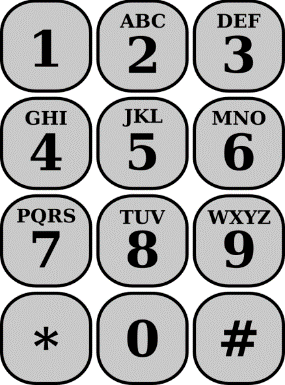 ABC DEF
1 2 3
GHI JKL MNO
4 5 6
PQRS TUV WXYZ
7 8 9
* 0 #